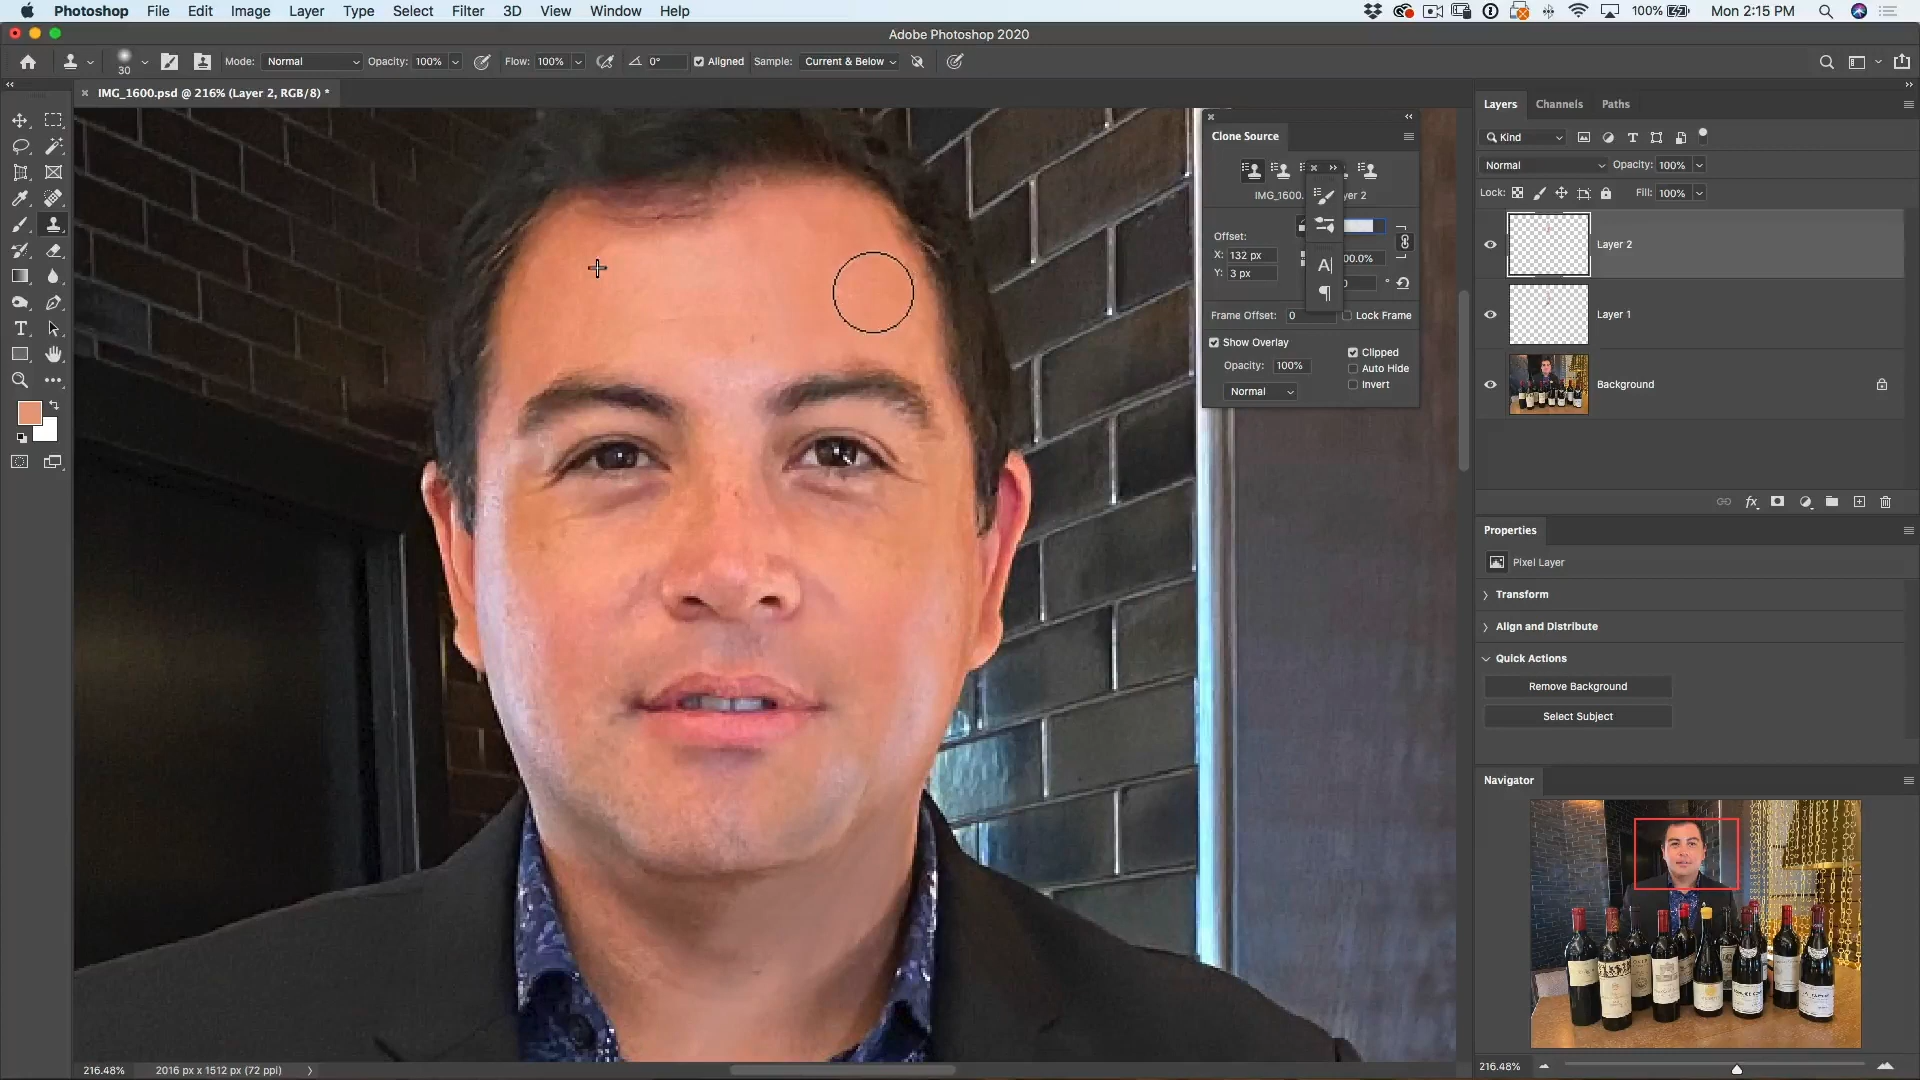 Photoshop File Edit Image Layer Type Select Filter 3D View Window Help 100% Mon 2:15 PM
Adobe Photoshop 2020
30 Mode: Normal Opacity: 100% Flow: 100% 0° Aligned Sample: Current & Below
IMG_1600.psd @ 216% (Layer 2, RGB/8) *
Clone Source
IMG_1600. yer 2
Offset:
X: 132 px
Y: 3 px
00.0%
0 °
Frame Offset: 0 Lock Frame
Show Overlay
Opacity: 100%
Clipped
Auto Hide
Normal
Invert
Layers Channels Paths
Kind
Normal Opacity: 100%
Lock: Fill: 100%
Layer 2
Layer 1
Background
Properties
Pixel Layer
Transform
Align and Distribute
Quick Actions
Remove Background
Select Subject
Navigator
216.48% 2016 px x 1512 px (72 ppi)
216.48%